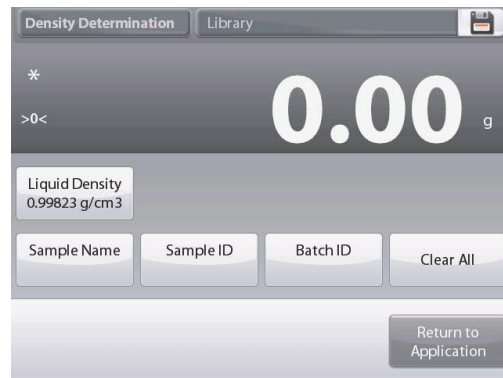 Density Determination Library
*
0.00 g
>0<
Liquid Density
0.99823 g/cm3
Sample Name Sample ID Batch ID Clear All
Return to
Application